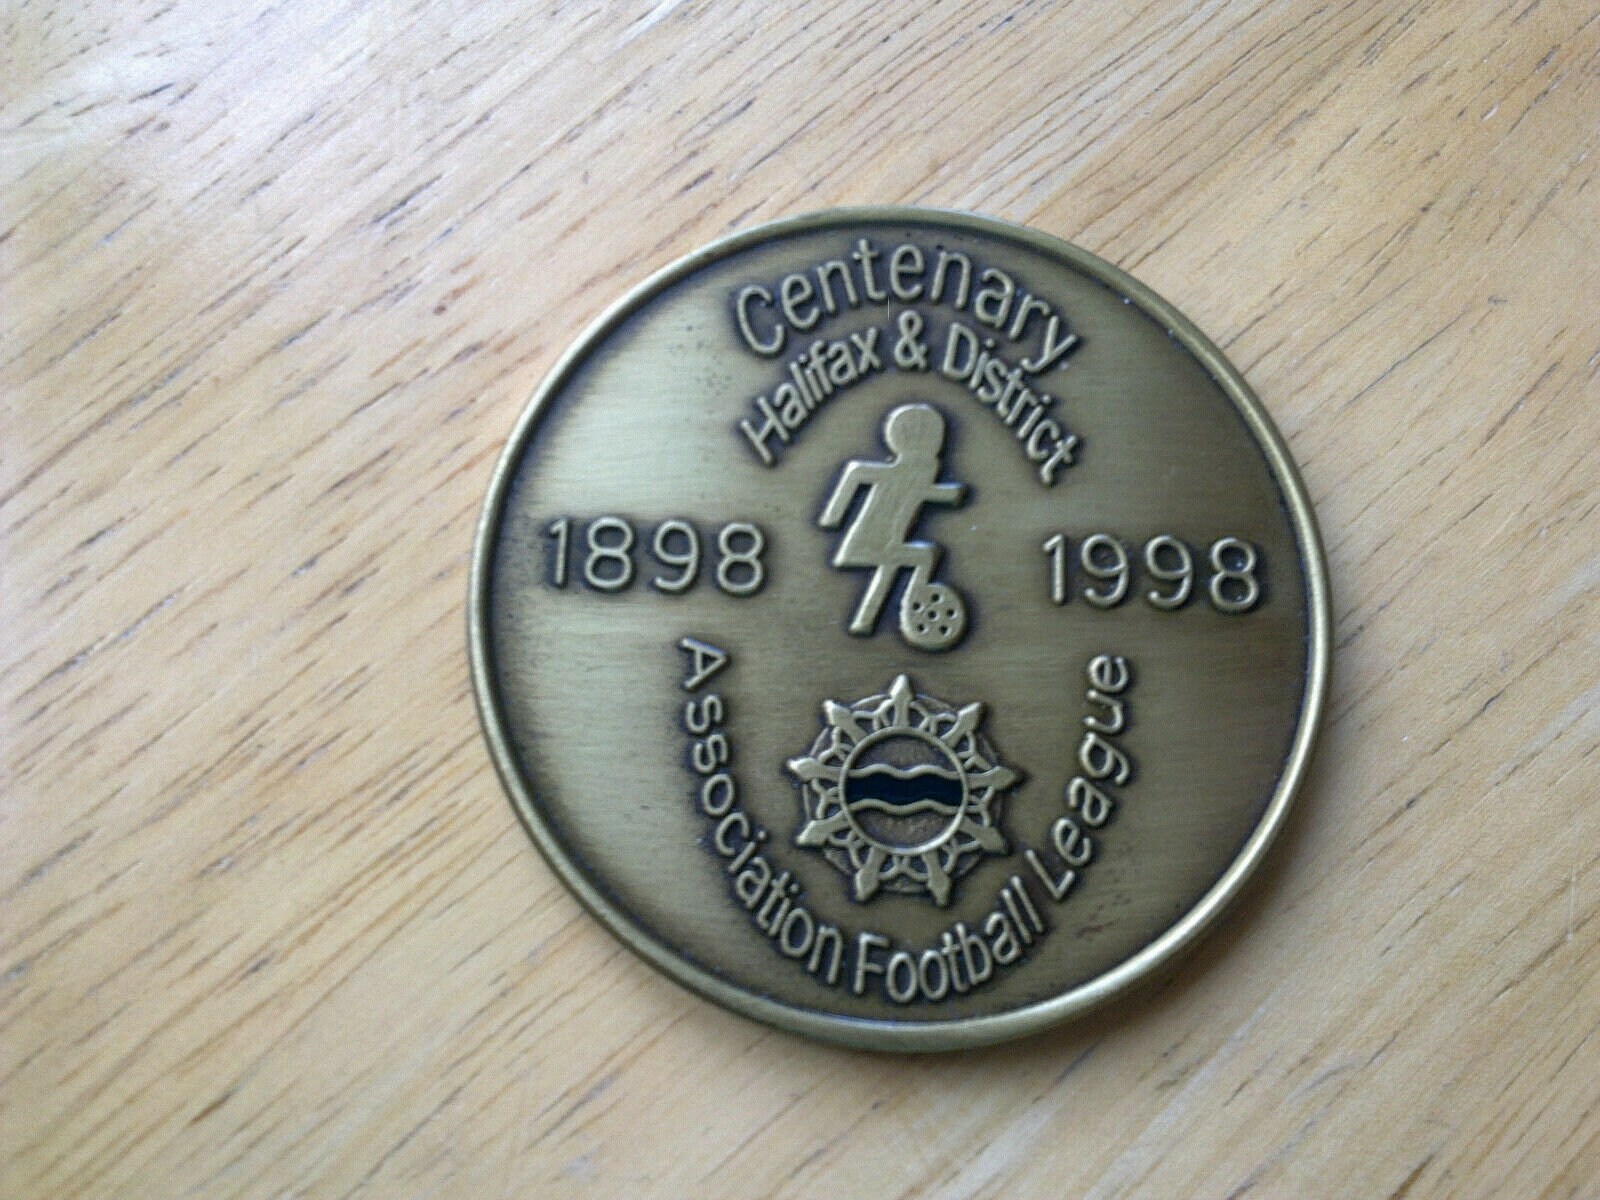 Centenary
Halifax & District
1898
1998
Association Football League